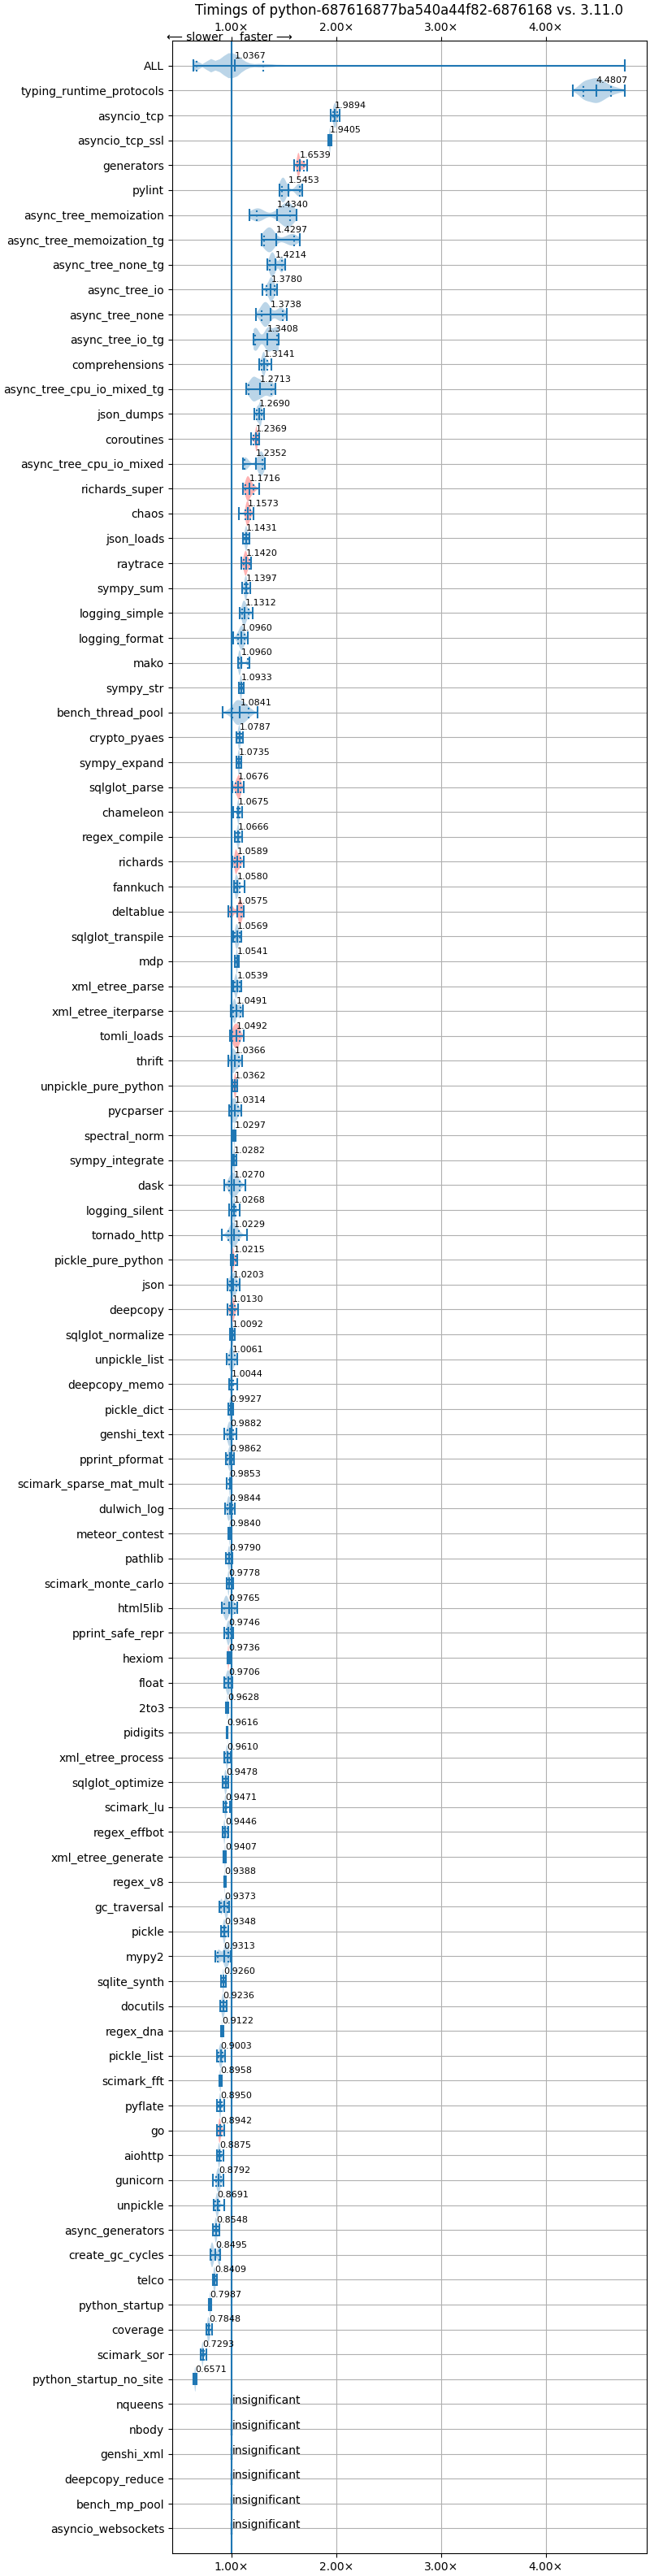 Timings of python-687616877ba540a44f82-6876168 vs. 3.11.0
1.00× 2.00× 3.00× 4.00×
⟵ slower faster ⟶
ALL 1.0367
typing_runtime_protocols 4.4807
asyncio_tcp 1.9894
asyncio_tcp_ssl 1.9405
generators 1.6539
pylint 1.5453
async_tree_memoization 1.4340
async_tree_memoization_tg 1.4297
async_tree_none_tg 1.4214
async_tree_io 1.3780
async_tree_none 1.3738
async_tree_io_tg 1.3408
comprehensions 1.3141
async_tree_cpu_io_mixed_tg 1.2713
json_dumps 1.2690
coroutines 1.2369
async_tree_cpu_io_mixed 1.2352
richards_super 1.1716
chaos 1.1573
json_loads 1.1431
raytrace 1.1420
sympy_sum 1.1397
logging_simple 1.1312
logging_format 1.0960
mako 1.0960
sympy_str 1.0933
bench_thread_pool 1.0841
crypto_pyaes 1.0787
sympy_expand 1.0735
sqlglot_parse 1.0676
chameleon 1.0675
regex_compile 1.0666
richards 1.0589
fannkuch 1.0580
deltablue 1.0575
sqlglot_transpile 1.0569
mdp 1.0541
xml_etree_parse 1.0539
xml_etree_iterparse 1.0491
tomli_loads 1.0492
thrift 1.0366
unpickle_pure_python 1.0362
pycparser 1.0314
spectral_norm 1.0297
sympy_integrate 1.0282
dask 1.0270
logging_silent 1.0268
tornado_http 1.0229
pickle_pure_python 1.0215
json 1.0203
deepcopy 1.0130
sqlglot_normalize 1.0092
unpickle_list 1.0061
deepcopy_memo 1.0044
pickle_dict 0.9927
genshi_text 0.9882
pprint_pformat 0.9862
scimark_sparse_mat_mult 0.9853
dulwich_log 0.9844
meteor_contest 0.9840
pathlib 0.9790
scimark_monte_carlo 0.9778
html5lib 0.9765
pprint_safe_repr 0.9746
hexiom 0.9736
float 0.9706
2to3 0.9628
pidigits 0.9616
xml_etree_process 0.9610
sqlglot_optimize 0.9478
scimark_lu 0.9471
regex_effbot 0.9446
xml_etree_generate 0.9407
regex_v8 0.9388
gc_traversal 0.9373
pickle 0.9348
mypy2 0.9313
sqlite_synth 0.9260
docutils 0.9236
regex_dna 0.9122
pickle_list 0.9003
scimark_fft 0.8958
pyflate 0.8950
go 0.8942
aiohttp 0.8875
gunicorn 0.8792
unpickle 0.8691
async_generators 0.8548
create_gc_cycles 0.8495
telco 0.8409
python_startup 0.7987
coverage 0.7848
scimark_sor 0.7293
python_startup_no_site 0.6571
nqueens insignificant
nbody insignificant
genshi_xml insignificant
deepcopy_reduce insignificant
bench_mp_pool insignificant
asyncio_websockets insignificant
1.00× 2.00× 3.00× 4.00×